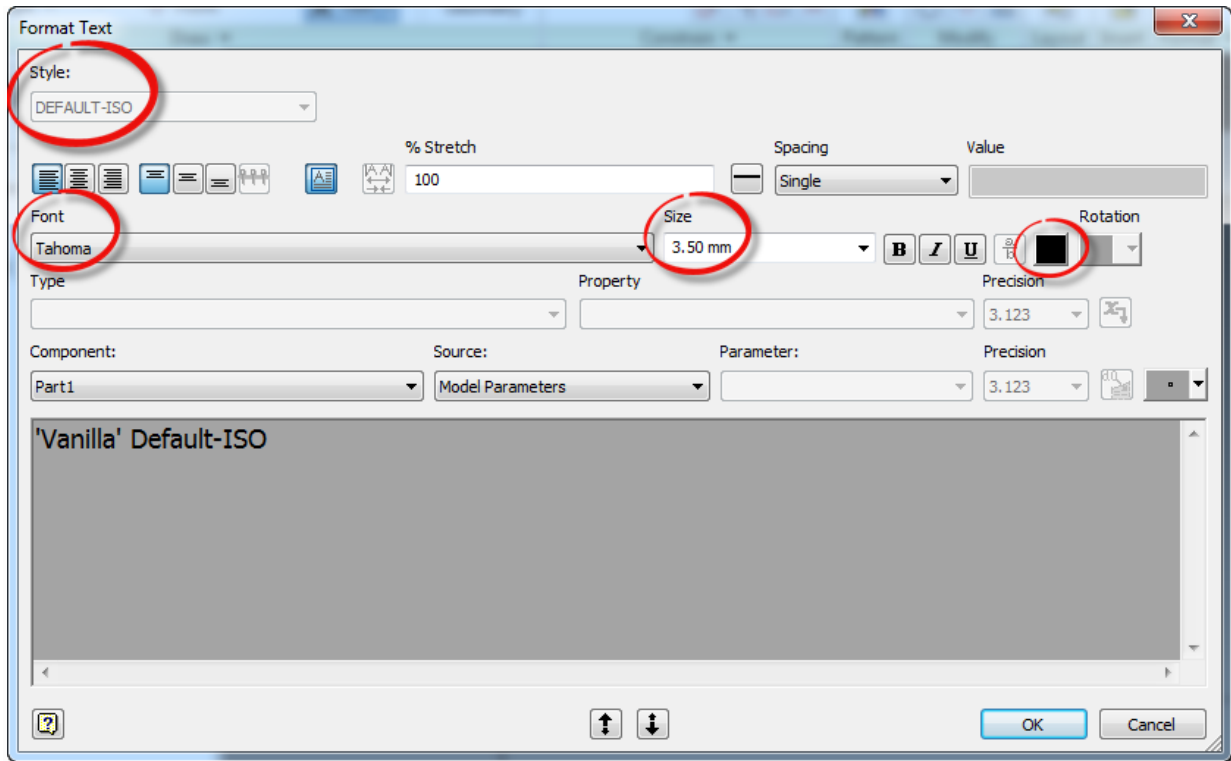 Format Text
Style:
DEFAULT-ISO
% Stretch
Spacing
Value
100
Single
Font
Size
Rotation
Tahoma
3.50 mm
B I U
Type
Property
Precision
3.123
Component:
Source:
Parameter:
Precision
Part1
Model Parameters
3.123
'Vanilla' Default-ISO
OK
Cancel